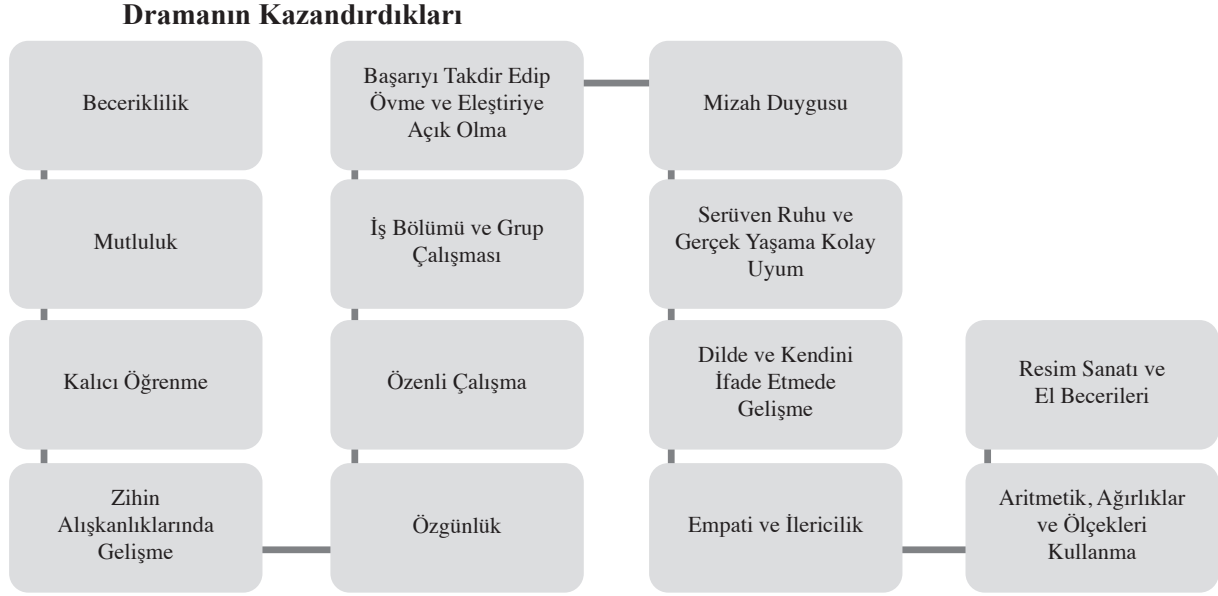 Dramanın Kazandırdıkları
Beceriklilik
Mutluluk
Kalıcı Öğrenme
Zihin
Alışkanlıklarında
Gelişme
Özgünlük
Özenli Çalışma
İş Bölümü ve Grup
Çalışması
Başarıyı Takdir Edip
Övme ve Eleştiriye
Açık Olma
Mizah Duygusu
Serüven Ruhu ve
Gerçek Yaşama Kolay
Uyum
Dilde ve Kendini
İfade Etmede
Gelişme
Empati ve İlericilik
Aritmetik, Ağırlıklar
ve Ölçekleri
Kullanma
Resim Sanatı ve
El Becerileri